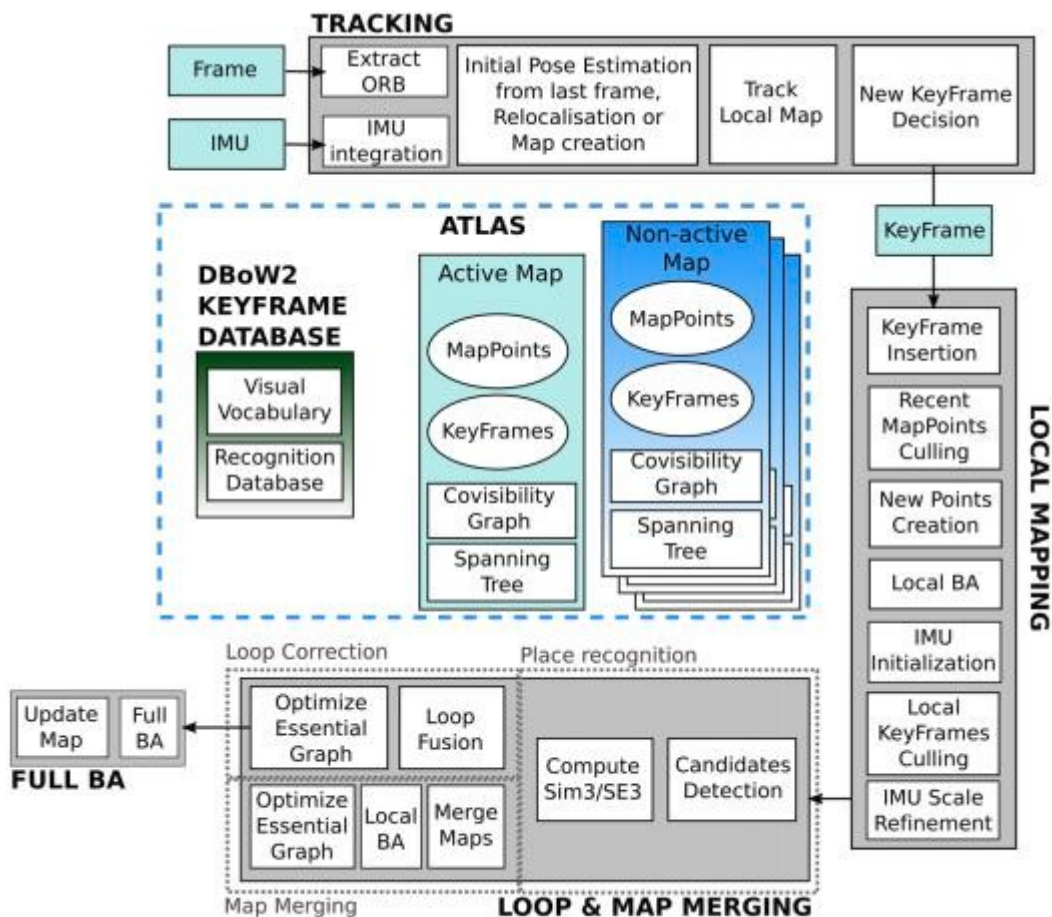 TRACKING
Frame
IMU
Extract
ORB
IMU
integration
Initial Pose Estimation
from last frame,
Relocalisation or
Map creation
Track
Local Map
New KeyFrame
Decision
KeyFrame
ATLAS
DBoW2
KEYFRAME
DATABASE
Visual
Vocabulary
Recognition
Database
Active Map
MapPoints
KeyFrames
Covisibility
Graph
Spanning
Tree
Non-active
Map
MapPoints
KeyFrames
Covisibility
Graph
Spanning
Tree
KeyFrame
Insertion
Recent
MapPoints
Culling
New Points
Creation
Local BA
IMU
Initialization
Local
KeyFrames
Culling
IMU Scale
Refinement
LOCAL MAPPING
Place recognition
Candidates
Detection
Compute
Sim3/SE3
LOOP & MAP MERGING
Loop Correction
Optimize
Essential
Graph
Loop
Fusion
Optimize
Essential
Graph
Local
BA
Merge
Maps
Map Merging
Update
Map
Full
BA
FULL BA